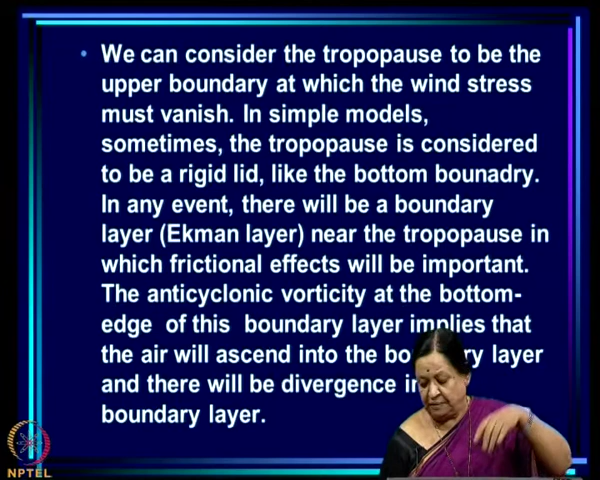 • We can consider the tropopause to be the
upper boundary at which the wind stress
must vanish. In simple models,
sometimes, the tropopause is considered
to be a rigid lid, like the bottom bounadry.
In any event, there will be a boundary
layer (Ekman layer) near the tropopause in
which frictional effects will be important.
The anticyclonic vorticity at the bottom-
edge of this boundary layer implies that
the air will ascend into the layer
and there will be divergence
boundary layer.
NPTEL